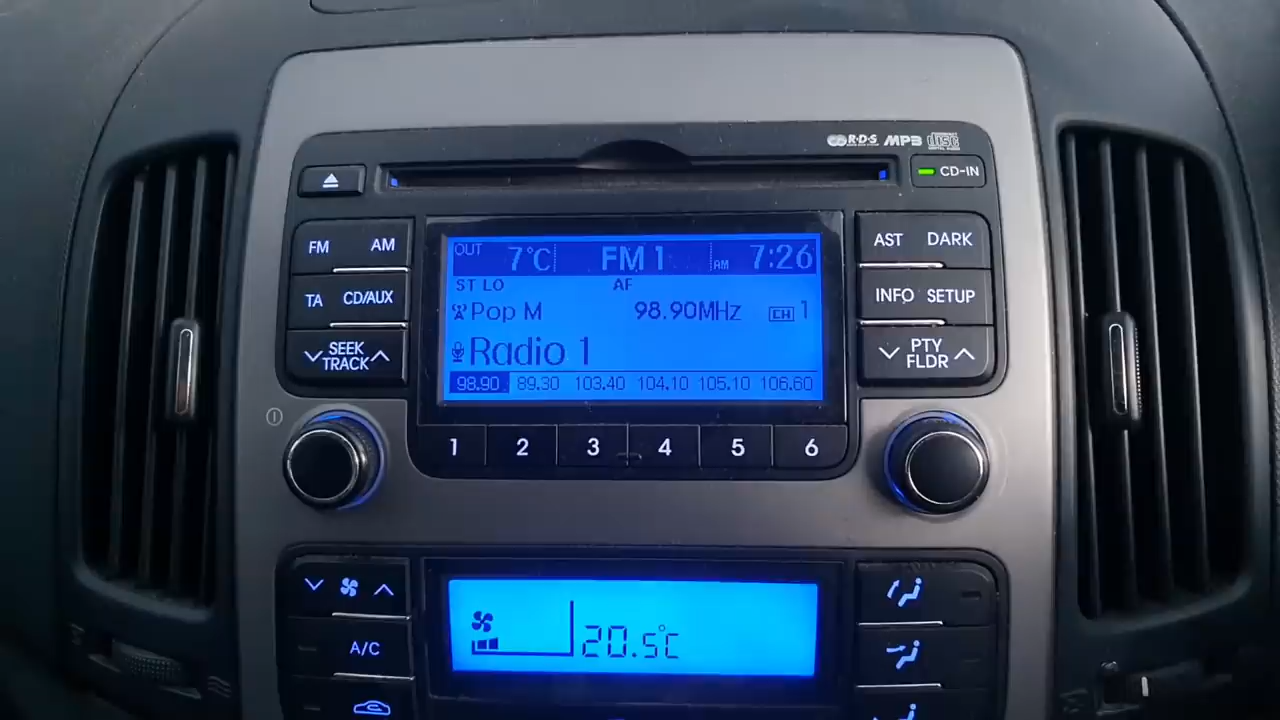 R·D·S MP3 DISC
CD-IN
FM AM
TA CD/AUX
SEEK
TRACK
OUT 7°C FM 1 AM 7:26
ST LO AF
Pop M 98.90MHz CH 1
Radio 1
98.90 89.30 103.40 104.10 105.10 106.60
AST DARK
INFO SETUP
PTY
FLDR
1 2 3 4 5 6
20.5°C
A/C